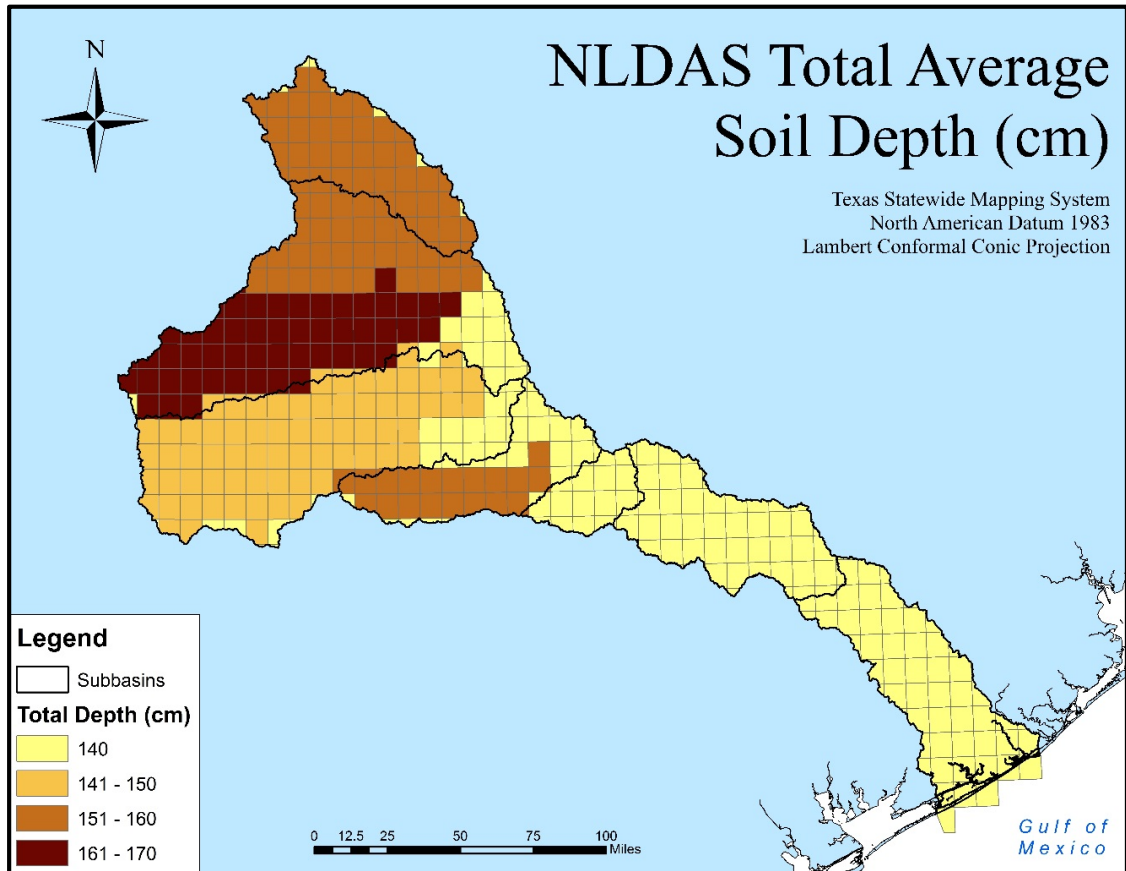 N
NLDAS Total Average
Soil Depth (cm)
Texas Statewide Mapping System
North American Datum 1983
Lambert Conformal Conic Projection
Legend
Subbasins
Total Depth (cm)
140
141 - 150
151 - 160
161 - 170
0 12.5 25 50 75 100
Miles
Gulf of
Mexico